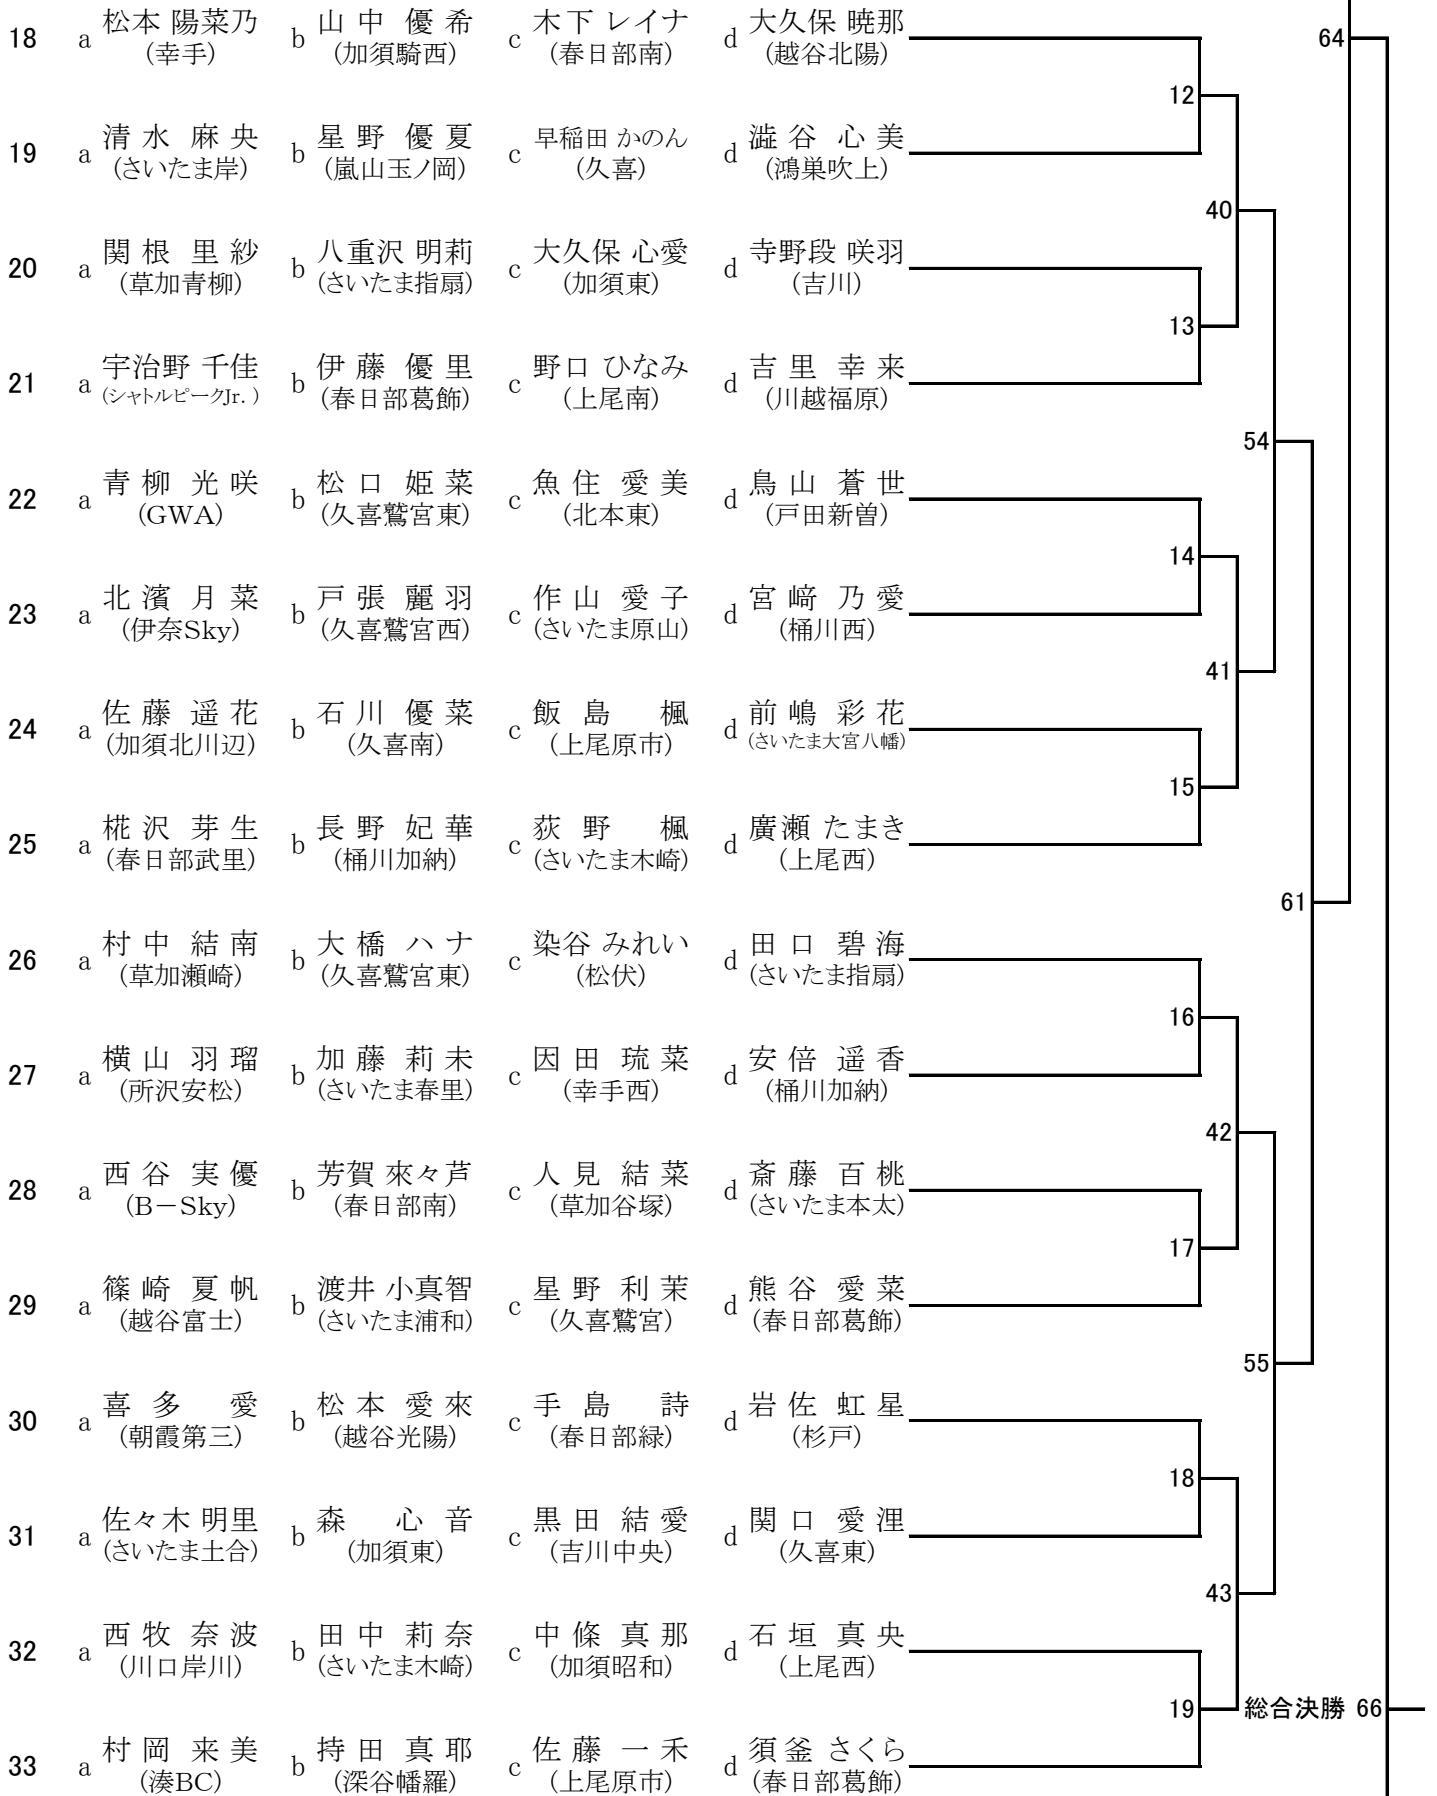 18 a 松本 陽菜乃 b 山中 優希 c 木下 レイナ d 大久保 暁那 64
(幸手) (加須騎西) (春日部南) (越谷北陽)
12
19 a 清水 麻央 b 星野 優夏 c 早稲田 かのん d 澁谷 心美
(さいたま岸) (嵐山玉ノ岡) (久喜) (鴻巣吹上)
40
20 a 関根 里紗 b 八重沢 明莉 c 大久保 心愛 d 寺野段 咲羽
(草加青柳) (さいたま指扇) (加須東) (吉川)
13
21 a 宇治野 千佳 b 伊藤 優里 c 野口 ひなみ d 吉里 幸来
(シャトルピークJr.) (春日部葛飾) (上尾南) (川越福原)
54
22 a 青柳 光咲 b 松口 姫菜 c 魚住 愛美 d 鳥山 蒼世
(GWA) (久喜鷲宮東) (北本東) (戸田新曽)
14
23 a 北濱 月菜 b 戸張 麗羽 c 作山 愛子 d 宮﨑 乃愛
(伊奈Sky) (久喜鷲宮西) (さいたま原山) (桶川西)
41
24 a 佐藤 遥花 b 石川 優菜 c 飯島 楓 d 前嶋 彩花
(加須北川辺) (久喜南) (上尾原市) (さいたま大宮八幡)
15
25 a 椛沢 芽生 b 長野 妃華 c 荻野 楓 d 廣瀬 たまき
(春日部武里) (桶川加納) (さいたま木崎) (上尾西)
61
26 a 村中 結南 b 大橋 ハナ c 染谷 みれい d 田口 碧海
(草加瀬崎) (久喜鷲宮東) (松伏) (さいたま指扇)
16
27 a 横山 羽瑠 b 加藤 莉未 c 因田 琉菜 d 安倍 遥香
(所沢安松) (さいたま春里) (幸手西) (桶川加納)
42
28 a 西谷 実優 b 芳賀 來々芦 c 人見 結菜 d 斎藤 百桃
(B－Sky) (春日部南) (草加谷塚) (さいたま本太)
17
29 a 篠崎 夏帆 b 渡井 小真智 c 星野 利茉 d 熊谷 愛菜
(越谷富士) (さいたま浦和) (久喜鷲宮) (春日部葛飾)
55
30 a 喜多 愛 b 松本 愛來 c 手島 詩 d 岩佐 虹星
(朝霞第三) (越谷光陽) (春日部緑) (杉戸)
18
31 a 佐々木 明里 b 森 心音 c 黒田 結愛 d 関口 愛浬
(さいたま土合) (加須東) (吉川中央) (久喜東)
43
32 a 西牧 奈波 b 田中 莉奈 c 中條 真那 d 石垣 真央
(川口岸川) (さいたま木崎) (加須昭和) (上尾西)
19 総合決勝 66
33 a 村岡 来美 b 持田 真耶 c 佐藤 一禾 d 須釜 さくら
(湊BC) (深谷幡羅) (上尾原市) (春日部葛飾)